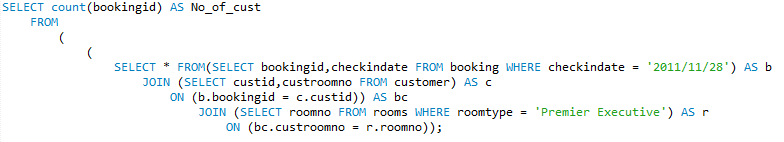 SELECT count(bookingid) AS No_of_cust
FROM
(
(
SELECT * FROM(SELECT bookingid,checkindate FROM booking WHERE checkindate = '2011/11/28') AS b
JOIN (SELECT custid,custroomno FROM customer) AS c
ON (b.bookingid = c.custid)) AS bc
JOIN (SELECT roomno FROM rooms WHERE roomtype = 'Premier Executive') AS r
ON (bc.custroomno = r.roomno));